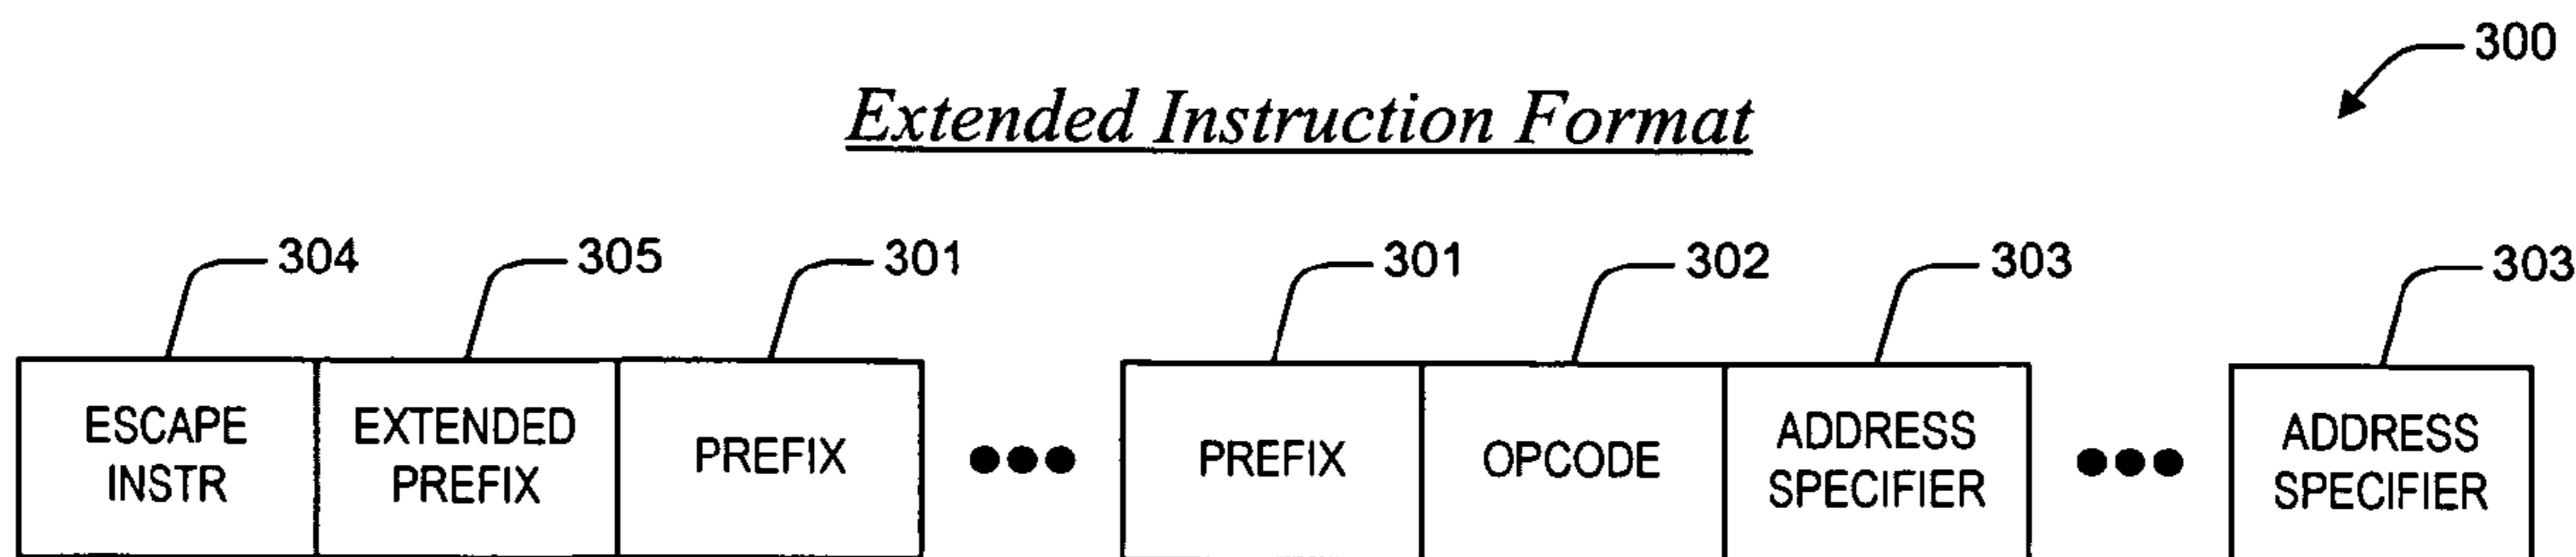 300
Extended Instruction Format
304 305 301 301 302 303 303
ESCAPE INSTR
EXTENDED PREFIX
PREFIX
●●●
PREFIX
OPCODE
ADDRESS SPECIFIER
●●●
ADDRESS SPECIFIER